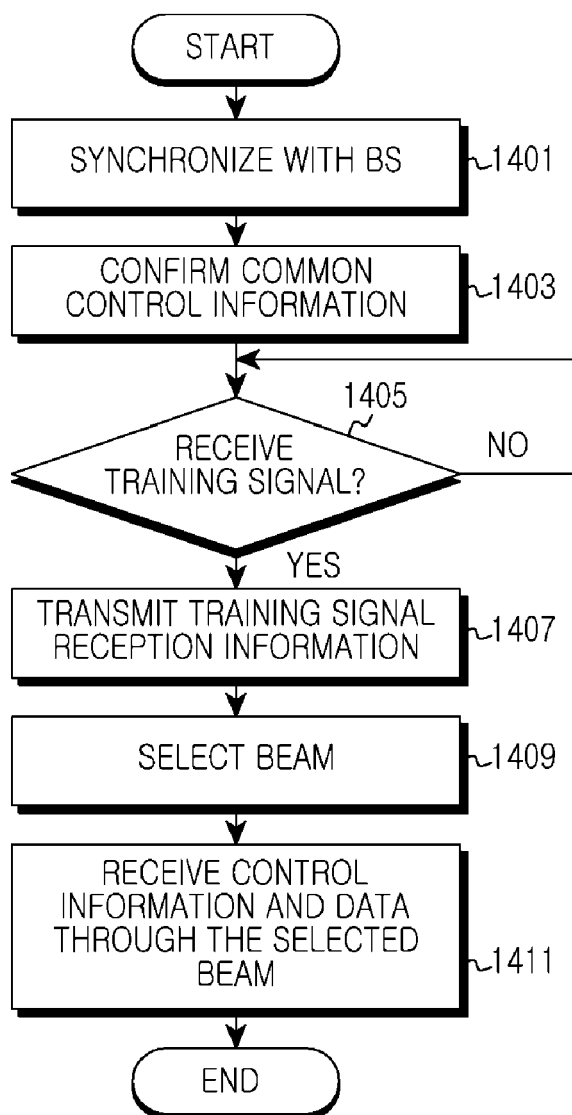 START
SYNCHRONIZE WITH BS
1401
CONFIRM COMMON
CONTROL INFORMATION
1403
1405
RECEIVE
TRAINING SIGNAL?
NO
YES
TRANSMIT TRAINING SIGNAL
RECEPTION INFORMATION
1407
SELECT BEAM
1409
RECEIVE CONTROL
INFORMATION AND DATA
THROUGH THE SELECTED
BEAM
1411
END